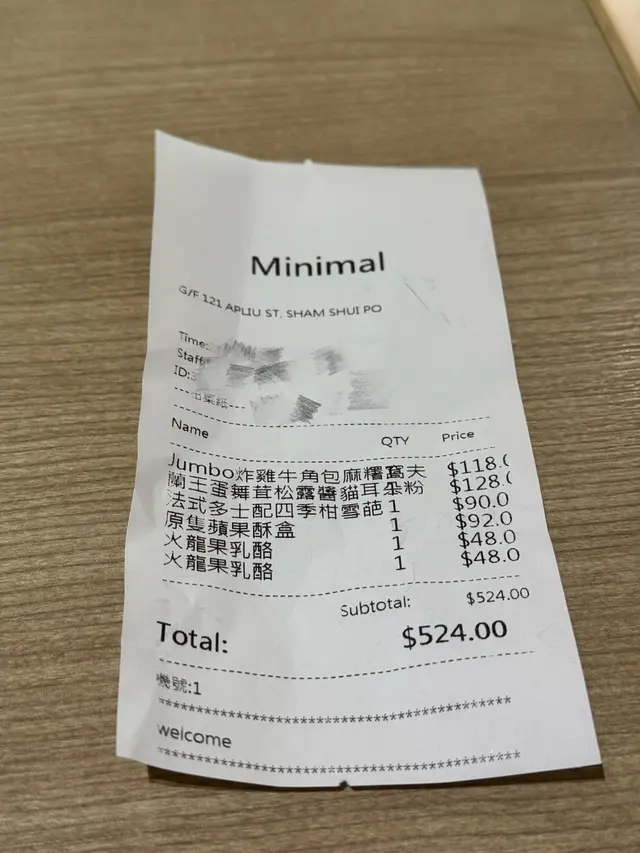 Minimal
G/F 121 APLIU ST, SHAM SHUI PO
Time:
Staff
ID:
Name QTY Price
Jumbo炸雞牛角包麻糬窩夫 $118.0
蘭王蛋舞茸松露醬貓耳朵粉 $128.0
法式多士配四季柑雪葩 1 $90.0
原隻蘋果酥盒 1 $92.0
火龍果乳酪 1 $48.0
火龍果乳酪 1 $48.0
Subtotal: $524.00
Total: $524.00
機號:1
welcome